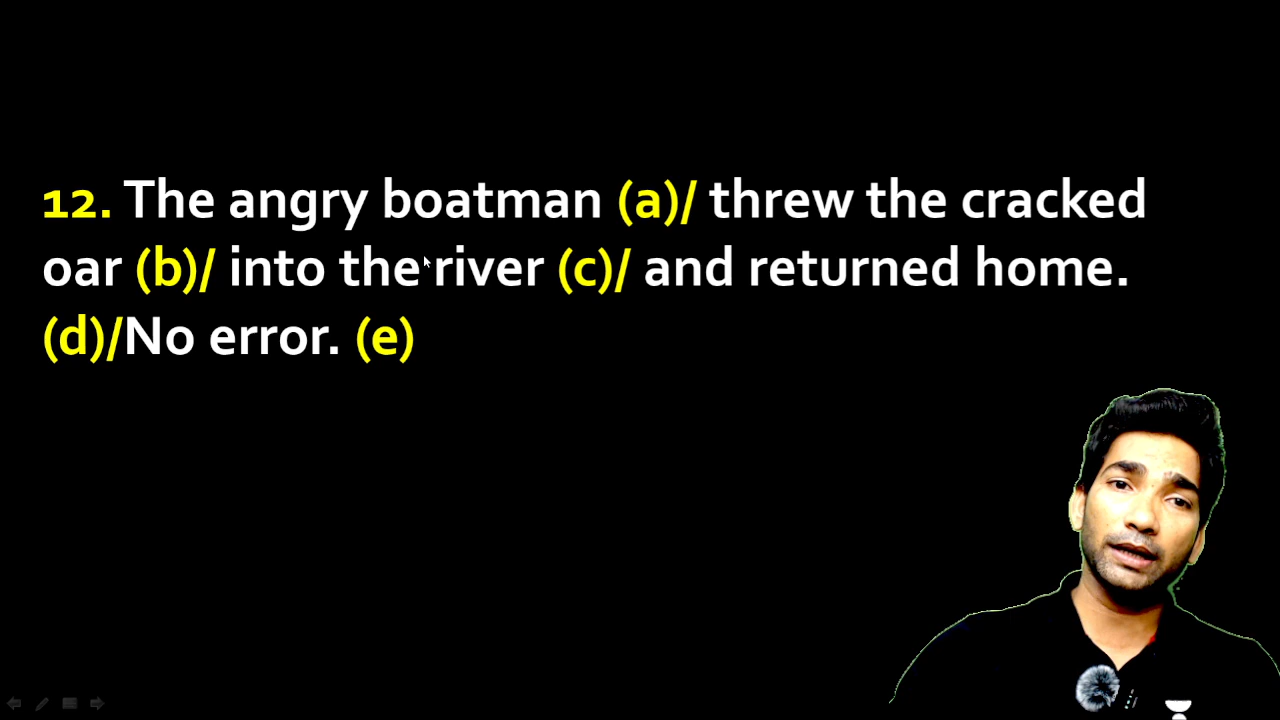 12. The angry boatman (a)/ threw the cracked
oar (b)/ into the river (c)/ and returned home.
(d)/No error. (e)